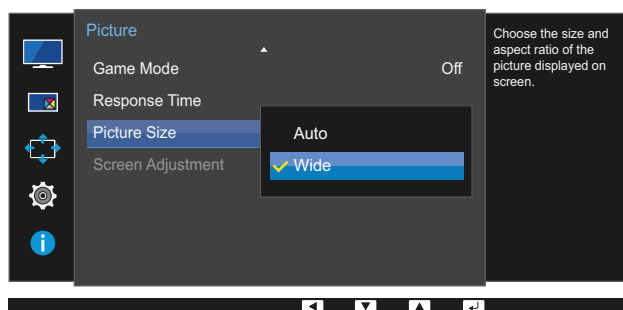 Picture
Game Mode Off
Response Time
Picture Size
Auto
Screen Adjustment
Wide
Choose the size and
aspect ratio of the
picture displayed on
screen.